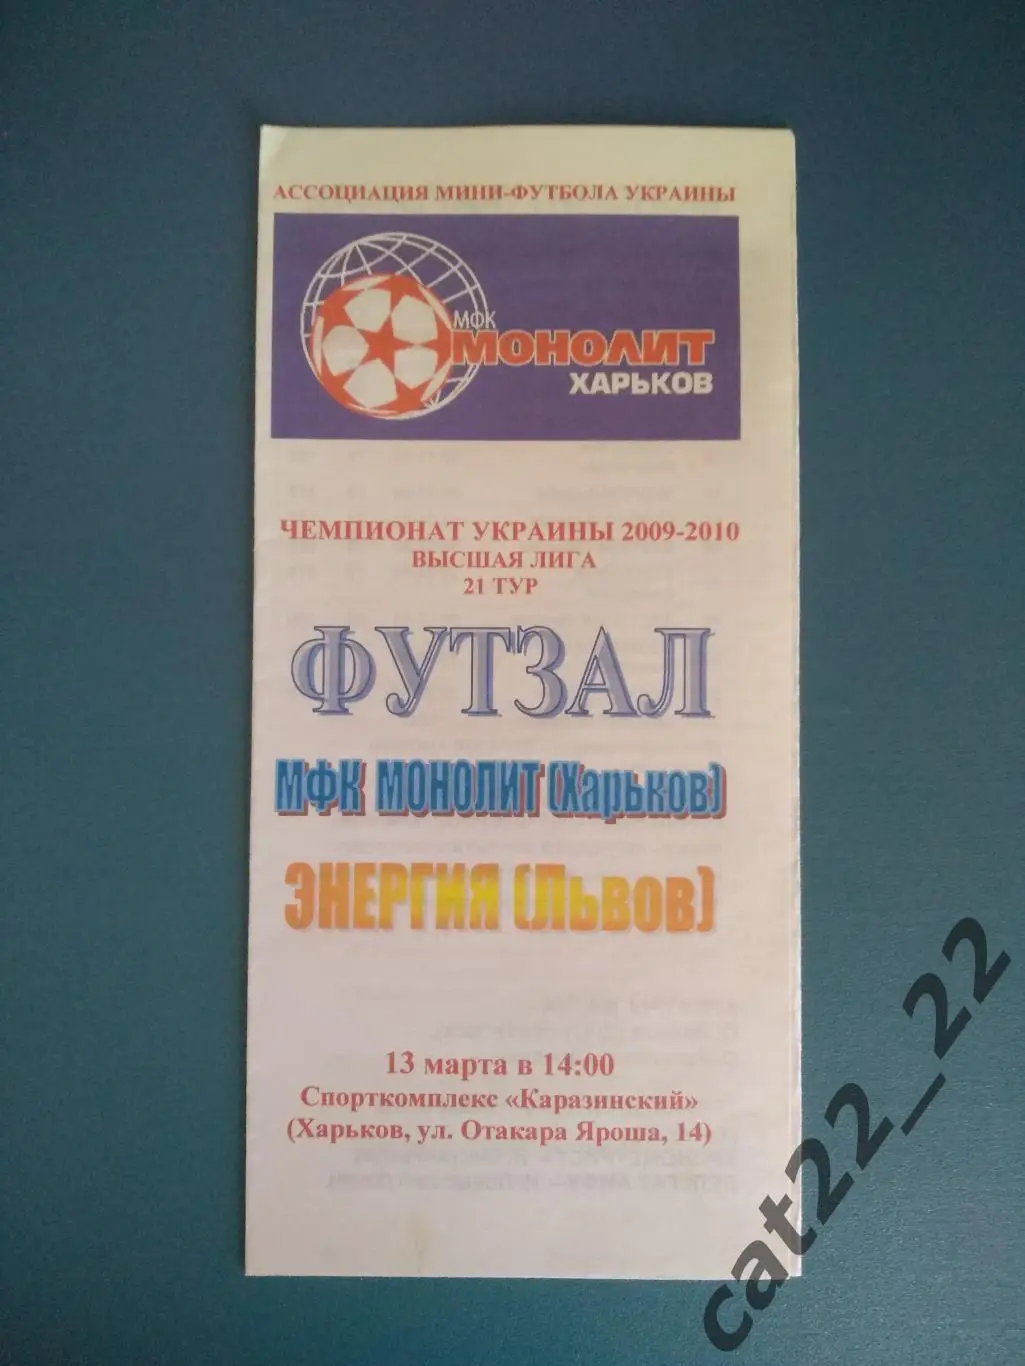 АССОЦИАЦИЯ МИНИ-ФУТБОЛА УКРАИНЫ
МФК
МОНОЛИТ
ХАРЬКОВ
ЧЕМПИОНАТ УКРАИНЫ 2009-2010
ВЫСШАЯ ЛИГА
21 ТУР
ФУТЗАЛ
МФК МОНОЛИТ (Харьков)
ЭНЕРГИЯ (Львов)
13 марта в 14:00
Спорткомплекс «Каразинский»
(Харьков, ул. Отакара Яроша, 14)
cat22_22